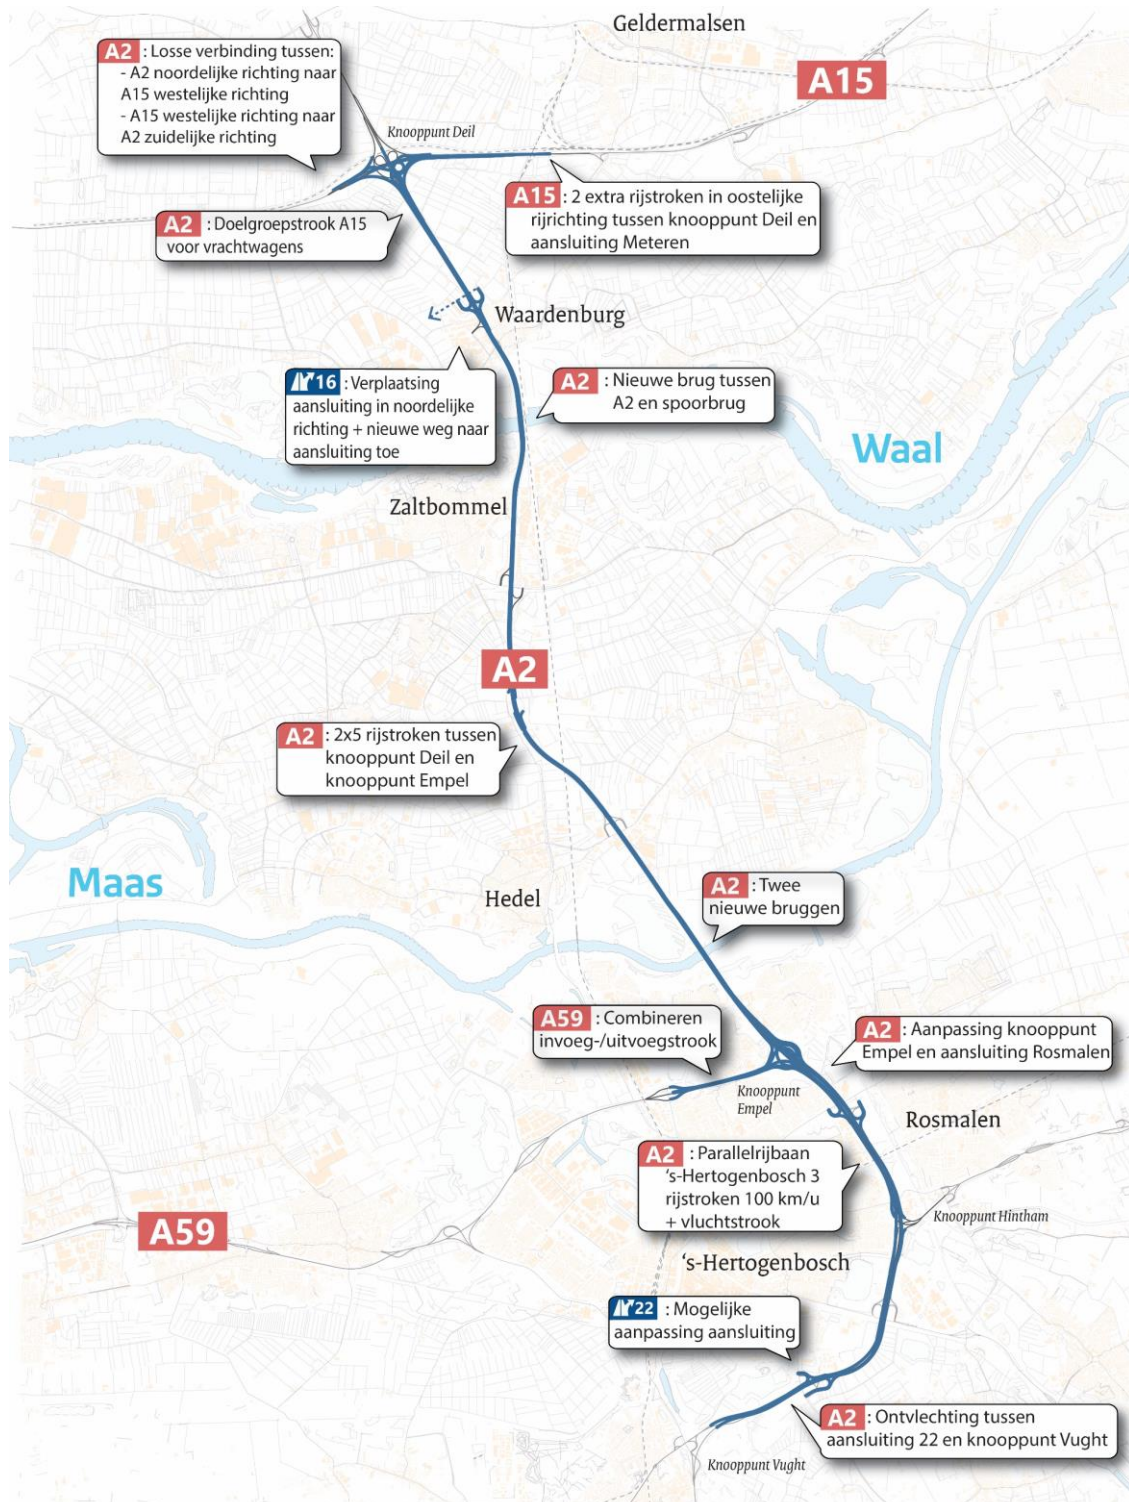 Geldermalsen
A2 : Losse verbinding tussen:
- A2 noordelijke richting naar
A15 westelijke richting
- A15 westelijke richting naar
A2 zuidelijke richting
A15
Knooppunt Deil
A15 : 2 extra rijstroken in oostelijke
rijrichting tussen knooppunt Deil en
aansluiting Meteren
A2 : Doelgroepstrook A15
voor vrachtwagens
Waardenburg
16 : Verplaatsing
aansluiting in noordelijke
richting + nieuwe weg naar
aansluiting toe
A2 : Nieuwe brug tussen
A2 en spoorbrug
Waal
Zaltbommel
A2
A2 : 2x5 rijstroken tussen
knooppunt Deil en
knooppunt Empel
Maas
Hedel
A2 : Twee
nieuwe bruggen
A59 : Combineren
invoeg-/uitvoegstrook
A2 : Aanpassing knooppunt
Empel en aansluiting Rosmalen
Knooppunt
Empel
Rosmalen
A2 : Parallelrijbaan
‘s-Hertogenbosch 3
rijstroken 100 km/u
+ vluchtstrook
Knooppunt Hintham
A59
‘s-Hertogenbosch
22 : Mogelijke
aanpassing aansluiting
A2 : Ontvlechting tussen
aansluiting 22 en knooppunt Vught
Knooppunt Vught